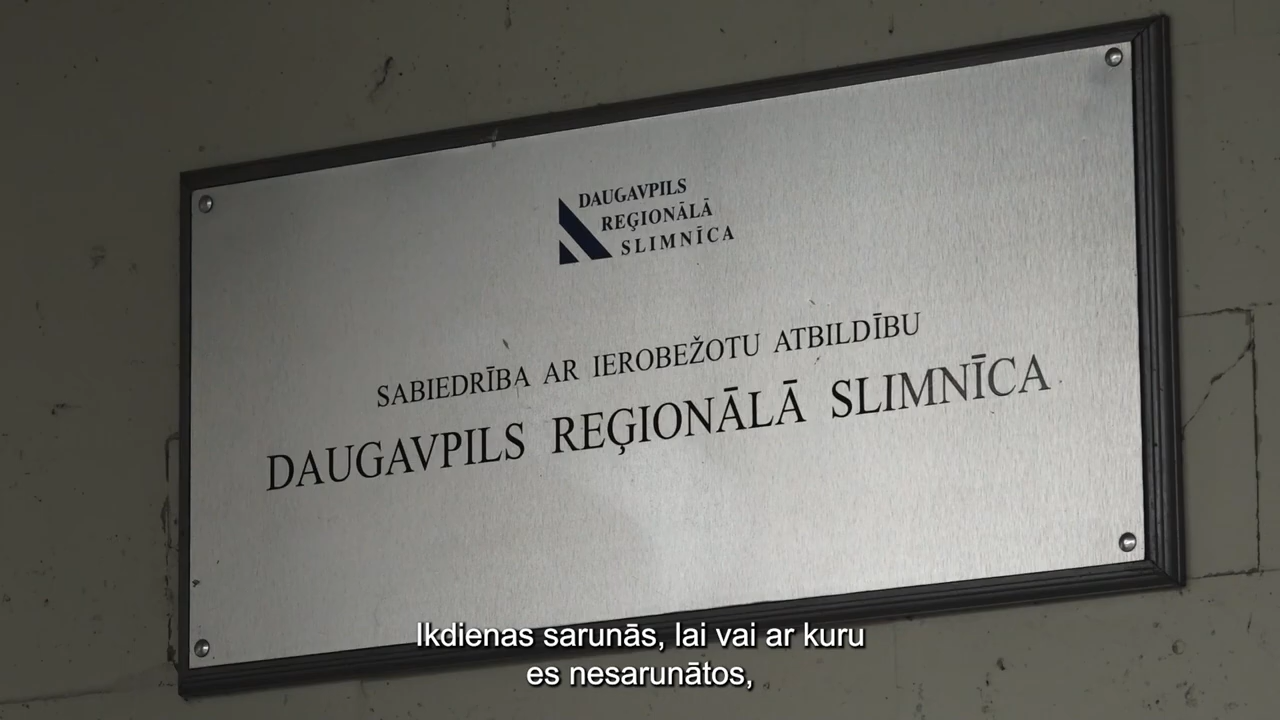 DAUGAVPILS
REĢIONĀLĀ
SLIMNĪCA
SABIEDRĪBA AR IEROBEŽOTU ATBILDĪBU
DAUGAVPILS REĢIONĀLĀ SLIMNĪCA
Ikdienas sarunās, lai vai ar kuru
es nesarunātos,